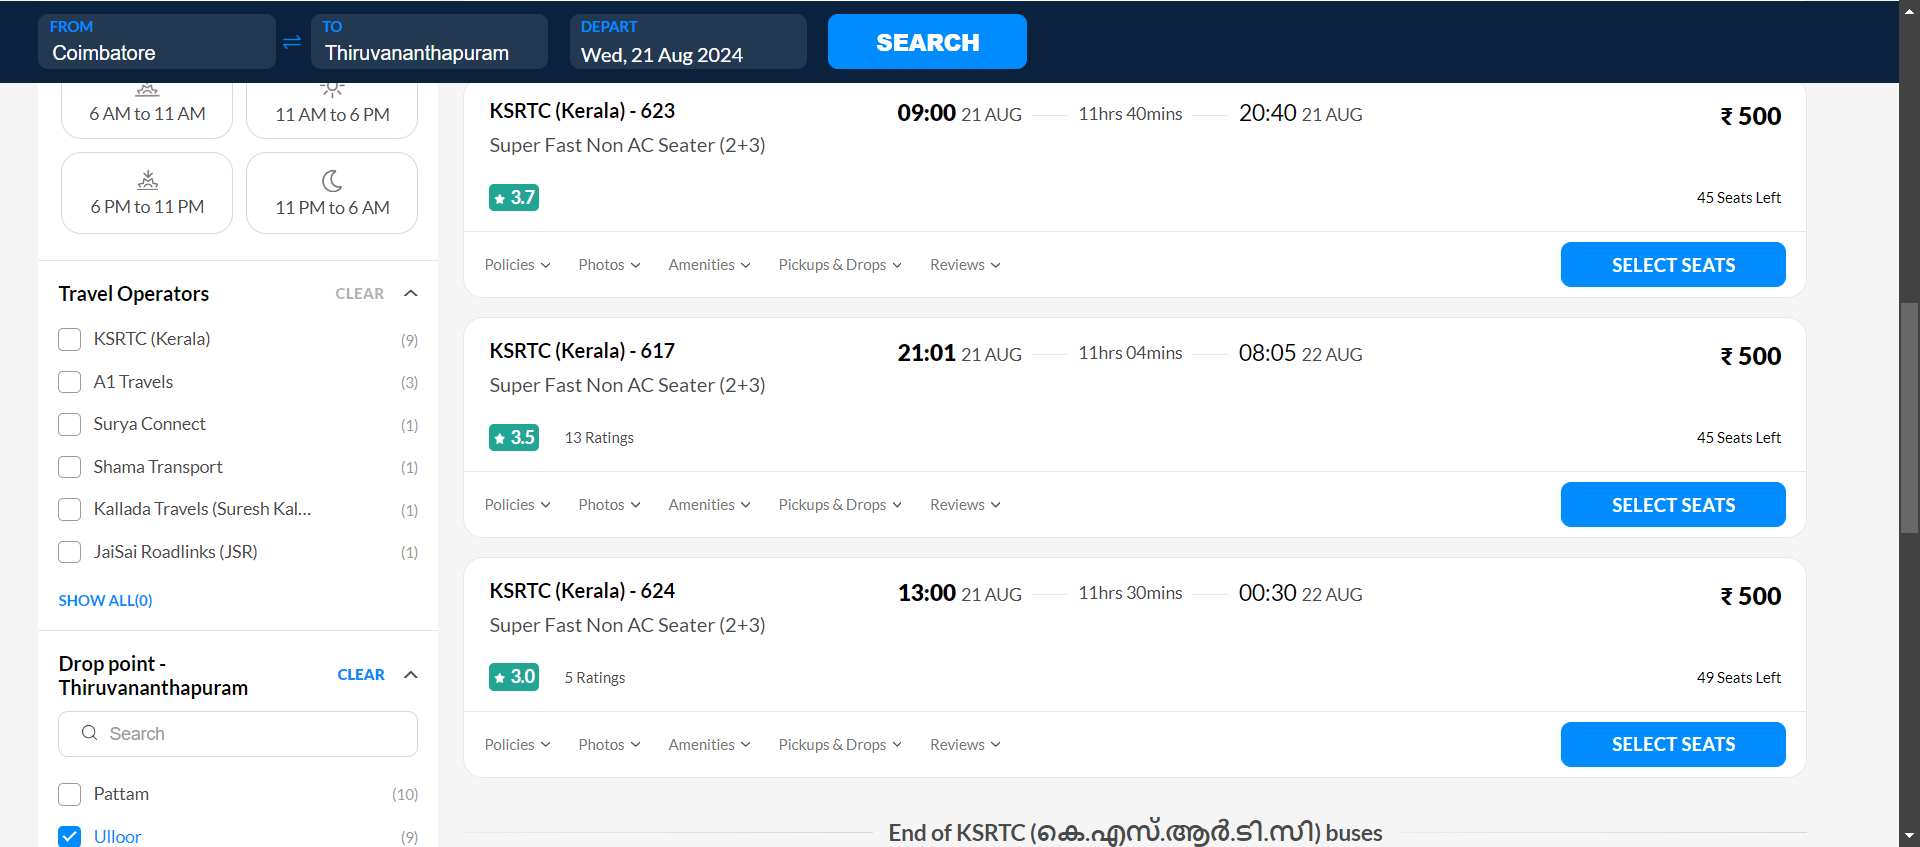 FROM
Coimbatore
TO
Thiruvananthapuram
DEPART
Wed, 21 Aug 2024
SEARCH
6 AM to 11 AM
11 AM to 6 PM
6 PM to 11 PM
11 PM to 6 AM
Travel Operators
CLEAR
KSRTC (Kerala) (9)
A1 Travels (3)
Surya Connect (1)
Shama Transport (1)
Kallada Travels (Suresh Kal... (1)
JaiSai Roadlinks (JSR) (1)
SHOW ALL(0)
Drop point -
Thiruvananthapuram
CLEAR
Search
Pattam (10)
Ulloor (9)
KSRTC (Kerala) - 623 09:00 21 AUG 11hrs 40mins 20:40 21 AUG ₹ 500
Super Fast Non AC Seater (2+3)
3.7 45 Seats Left
Policies Photos Amenities Pickups & Drops Reviews SELECT SEATS
KSRTC (Kerala) - 617 21:01 21 AUG 11hrs 04mins 08:05 22 AUG ₹ 500
Super Fast Non AC Seater (2+3)
3.5 13 Ratings 45 Seats Left
Policies Photos Amenities Pickups & Drops Reviews SELECT SEATS
KSRTC (Kerala) - 624 13:00 21 AUG 11hrs 30mins 00:30 22 AUG ₹ 500
Super Fast Non AC Seater (2+3)
3.0 5 Ratings 49 Seats Left
Policies Photos Amenities Pickups & Drops Reviews SELECT SEATS
End of KSRTC (കെ.എസ്.ആർ.ടി.സി) buses